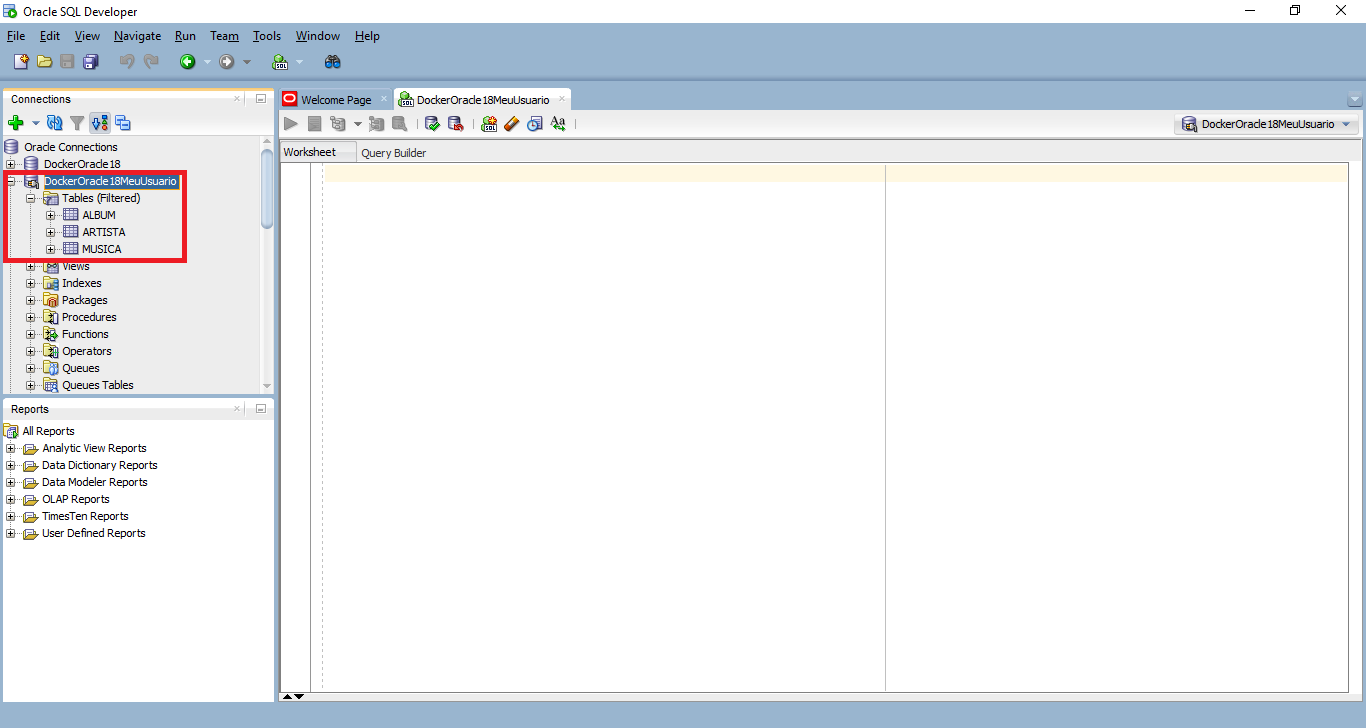 Oracle SQL Developer
File Edit View Navigate Run Team Tools Window Help
Connections
Oracle Connections
DockerOracle18
DockerOracle18MeuUsuario
Tables (Filtered)
ALBUM
ARTISTA
MUSICA
Views
Indexes
Packages
Procedures
Functions
Operators
Queues
Queues Tables
Reports
All Reports
Analytic View Reports
Data Dictionary Reports
Data Modeler Reports
OLAP Reports
TimesTen Reports
User Defined Reports
Welcome Page DockerOracle18MeuUsuario
SQL Aa DockerOracle18MeuUsuario
Worksheet Query Builder